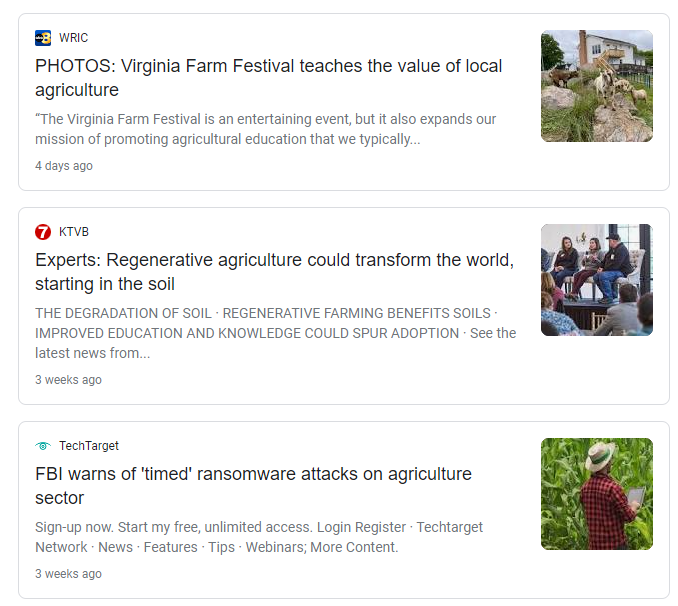 WRIC
PHOTOS: Virginia Farm Festival teaches the value of local
agriculture
“The Virginia Farm Festival is an entertaining event, but it also expands our
mission of promoting agricultural education that we typically...
4 days ago
7 KTVB
Experts: Regenerative agriculture could transform the world,
starting in the soil
THE DEGRADATION OF SOIL · REGENERATIVE FARMING BENEFITS SOILS ·
IMPROVED EDUCATION AND KNOWLEDGE COULD SPUR ADOPTION · See the
latest news from...
3 weeks ago
TechTarget
FBI warns of 'timed' ransomware attacks on agriculture
sector
Sign-up now. Start my free, unlimited access. Login Register · Techtarget
Network · News · Features · Tips · Webinars; More Content.
3 weeks ago